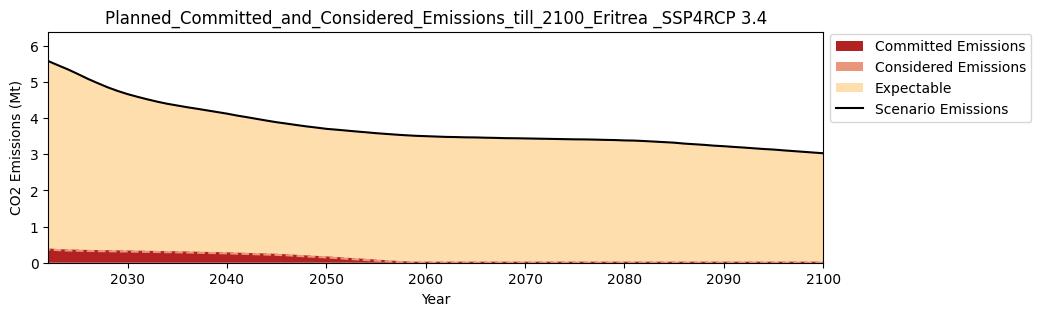 Planned_Committed_and_Considered_Emissions_till_2100_Eritrea _SSP4RCP 3.4
CO2 Emissions (Mt)
6
5
4
3
2
1
0
2030 2040 2050 2060 2070 2080 2090 2100
Year
Committed Emissions
Considered Emissions
Expectable
Scenario Emissions